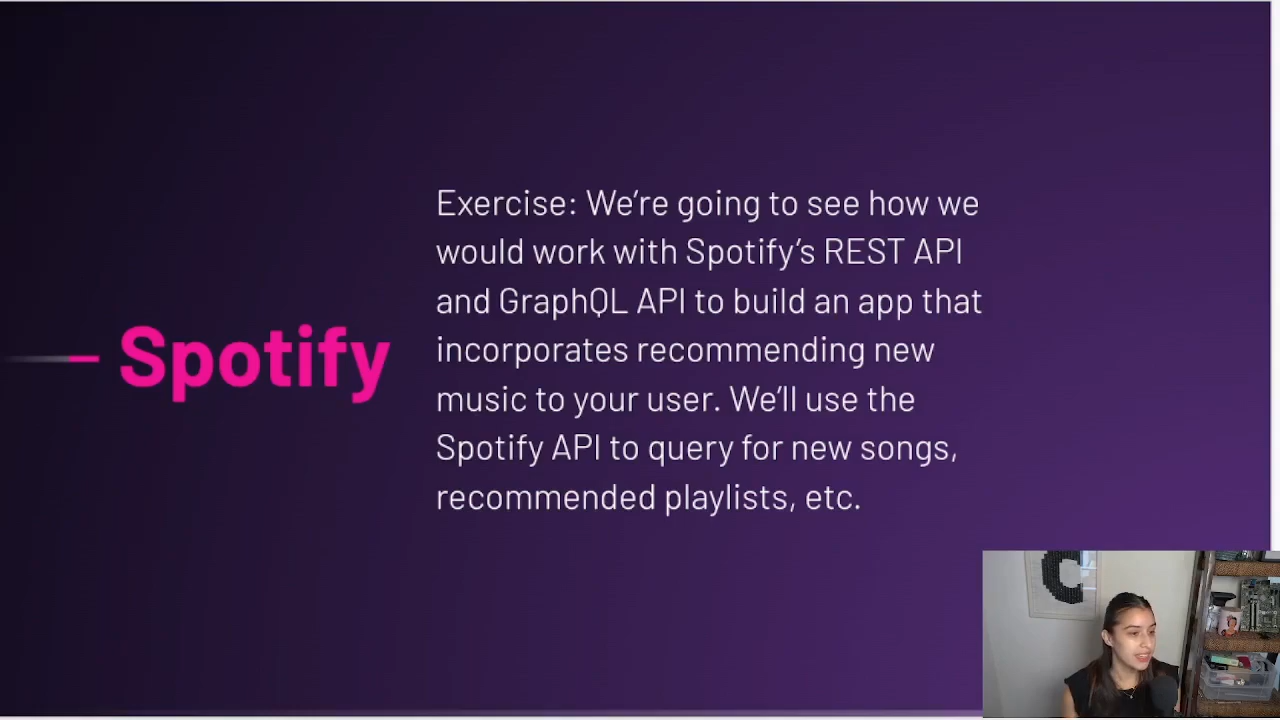 Spotify
Exercise: We're going to see how we
would work with Spotify's REST API
and GraphQL API to build an app that
incorporates recommending new
music to your user. We'll use the
Spotify API to query for new songs,
recommended playlists, etc.